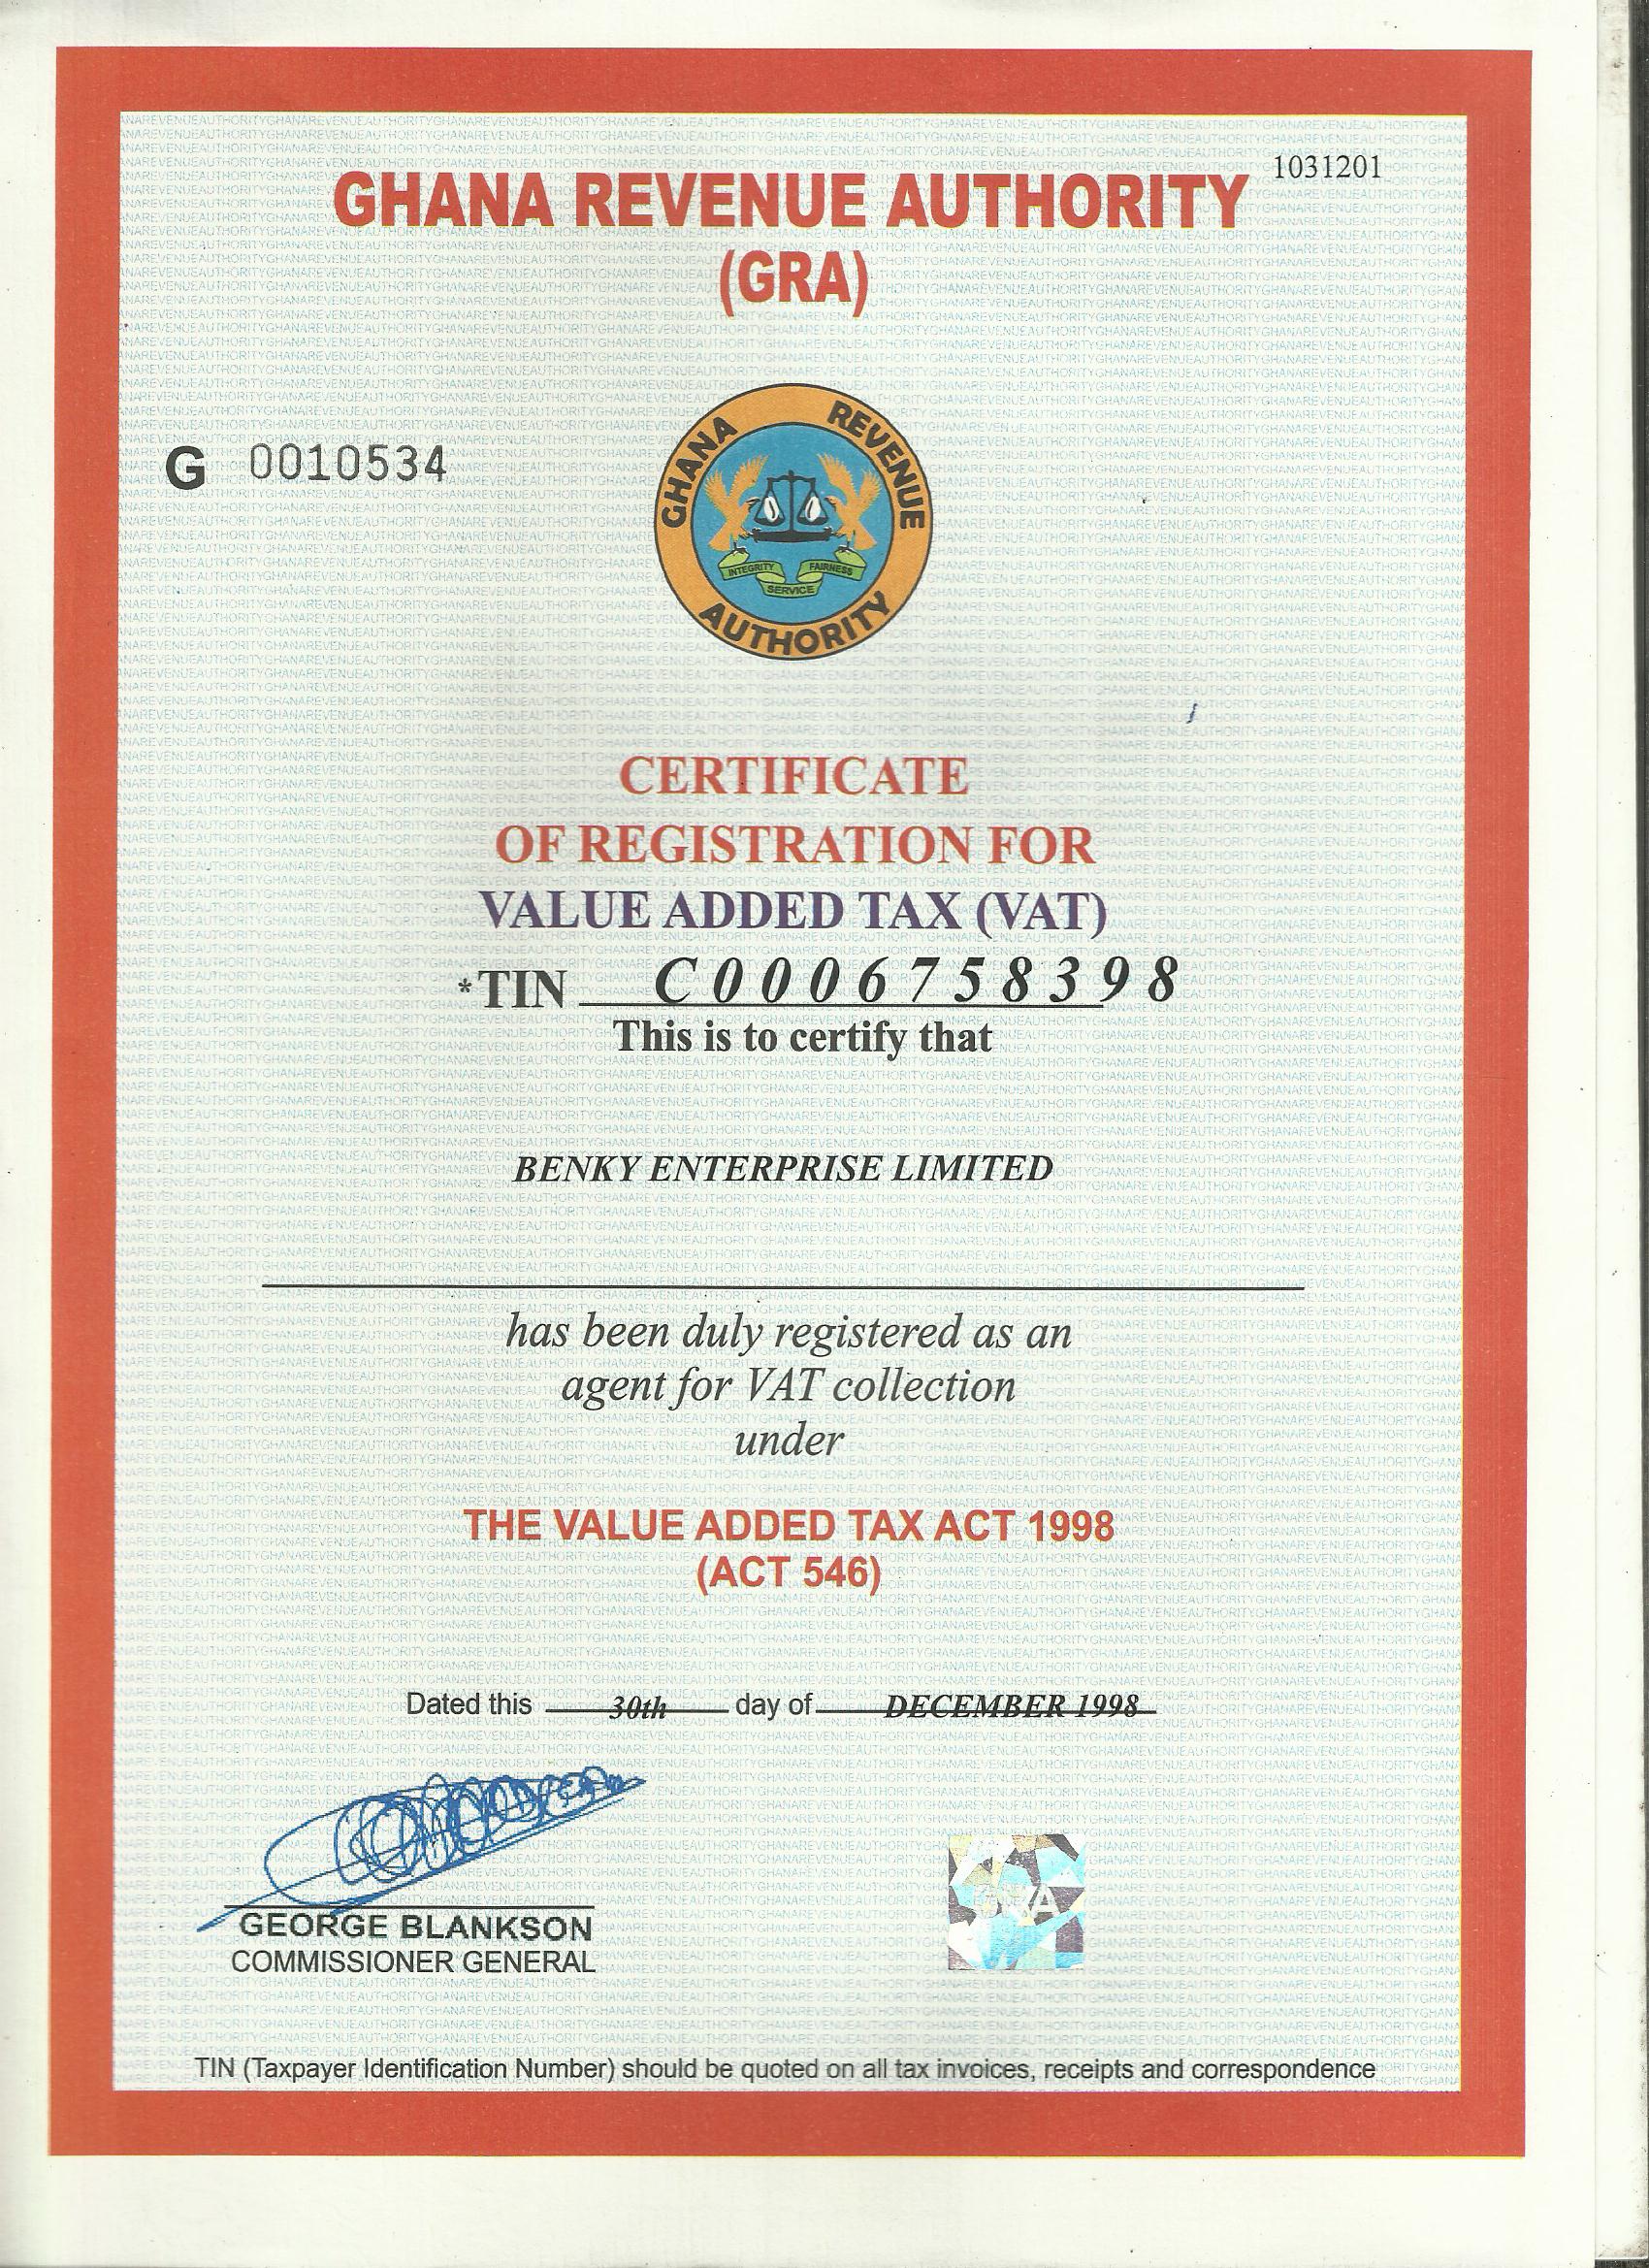 1031201
GHANA REVENUE AUTHORITY
(GRA)
G 0010534
GHANA REVENUE
INTEGRITY FAIRNESS
SERVICE
AUTHORITY
CERTIFICATE
OF REGISTRATION FOR
VALUE ADDED TAX (VAT)
*TIN C0006758398
This is to certify that
BENKY ENTERPRISE LIMITED
has been duly registered as an
agent for VAT collection
under
THE VALUE ADDED TAX ACT 1998
(ACT 546)
Dated this 30th day of DECEMBER 1998
GEORGE BLANKSON
COMMISSIONER GENERAL
TIN (Taxpayer Identification Number) should be quoted on all tax invoices, receipts and correspondence